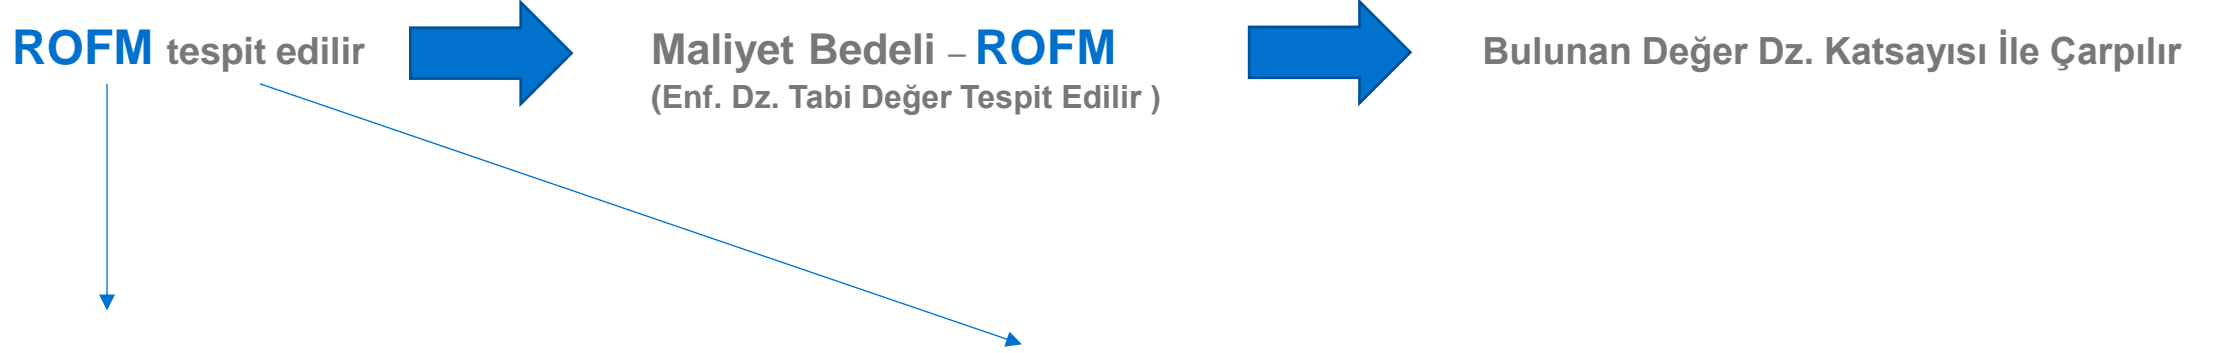 ROFM tespit edilir
Maliyet Bedeli – ROFM
(Enf. Dz. Tabi Değer Tespit Edilir )
Bulunan Değer Dz. Katsayısı İle Çarpılır